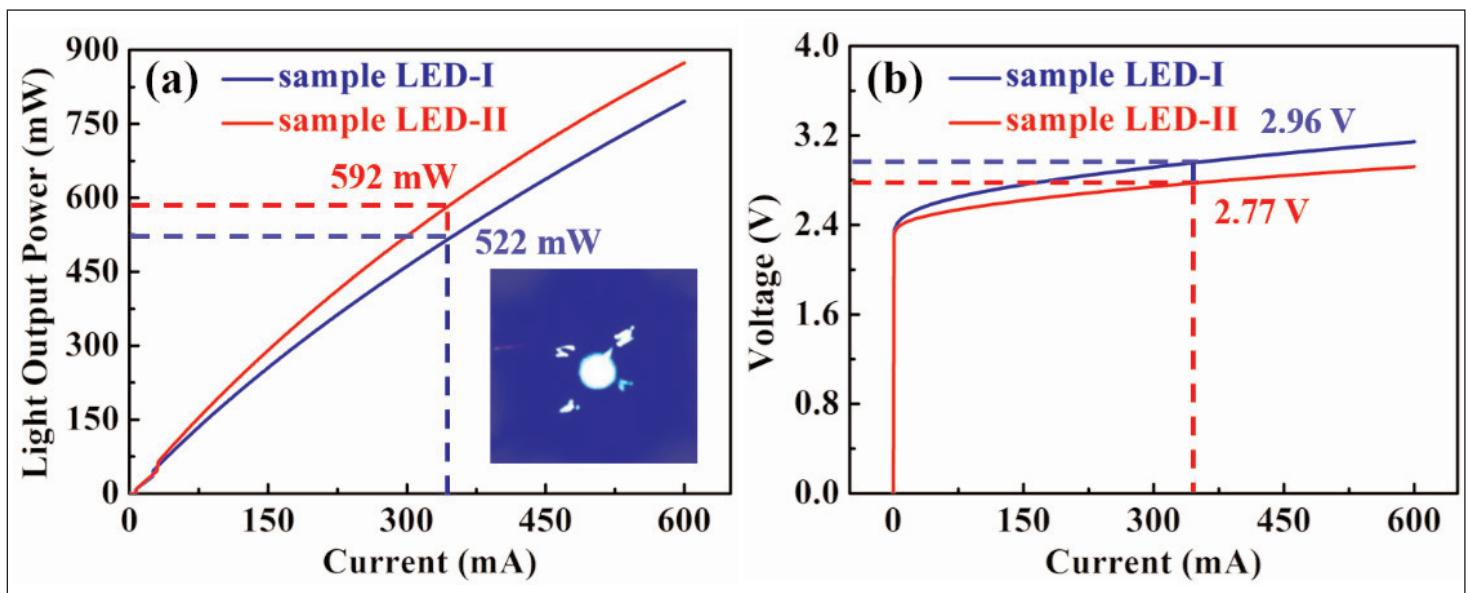 (a)
sample LED-I
sample LED-II
592 mW
522 mW
Light Output Power (mW)
900
750
600
450
300
150
0
0 150 300 450 600
Current (mA)
(b)
sample LED-I
sample LED-II
2.96 V
2.77 V
Voltage (V)
4.0
3.2
2.4
1.6
0.8
0.0
0 150 300 450 600
Current (mA)